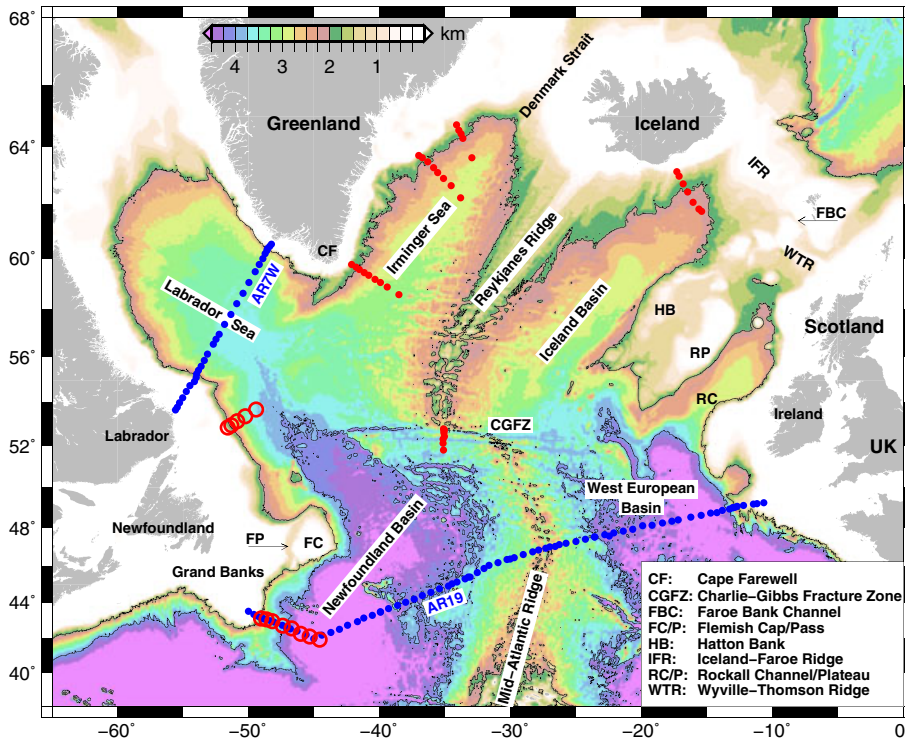 68°
64°
60°
56°
52°
48°
44°
40°
km
4 3 2 1
Denmark Strait
Greenland
Iceland
IFR
FBC
WTR
CF
Irminger Sea
Reykjanes Ridge
Labrador Sea
AR7W
Iceland Basin
HB
RP
RC
Scotland
Ireland
UK
Labrador
CGFZ
West European
Basin
Newfoundland
FP
FC
Grand Banks
Newfoundland Basin
AR19
Mid−Atlantic Ridge
CF: Cape Farewell
CGFZ: Charlie−Gibbs Fracture Zone
FBC: Faroe Bank Channel
FC/P: Flemish Cap/Pass
HB: Hatton Bank
IFR: Iceland−Faroe Ridge
RC/P: Rockall Channel/Plateau
WTR: Wyville−Thomson Ridge
−60 −50 −40 −30 −20 −10 0